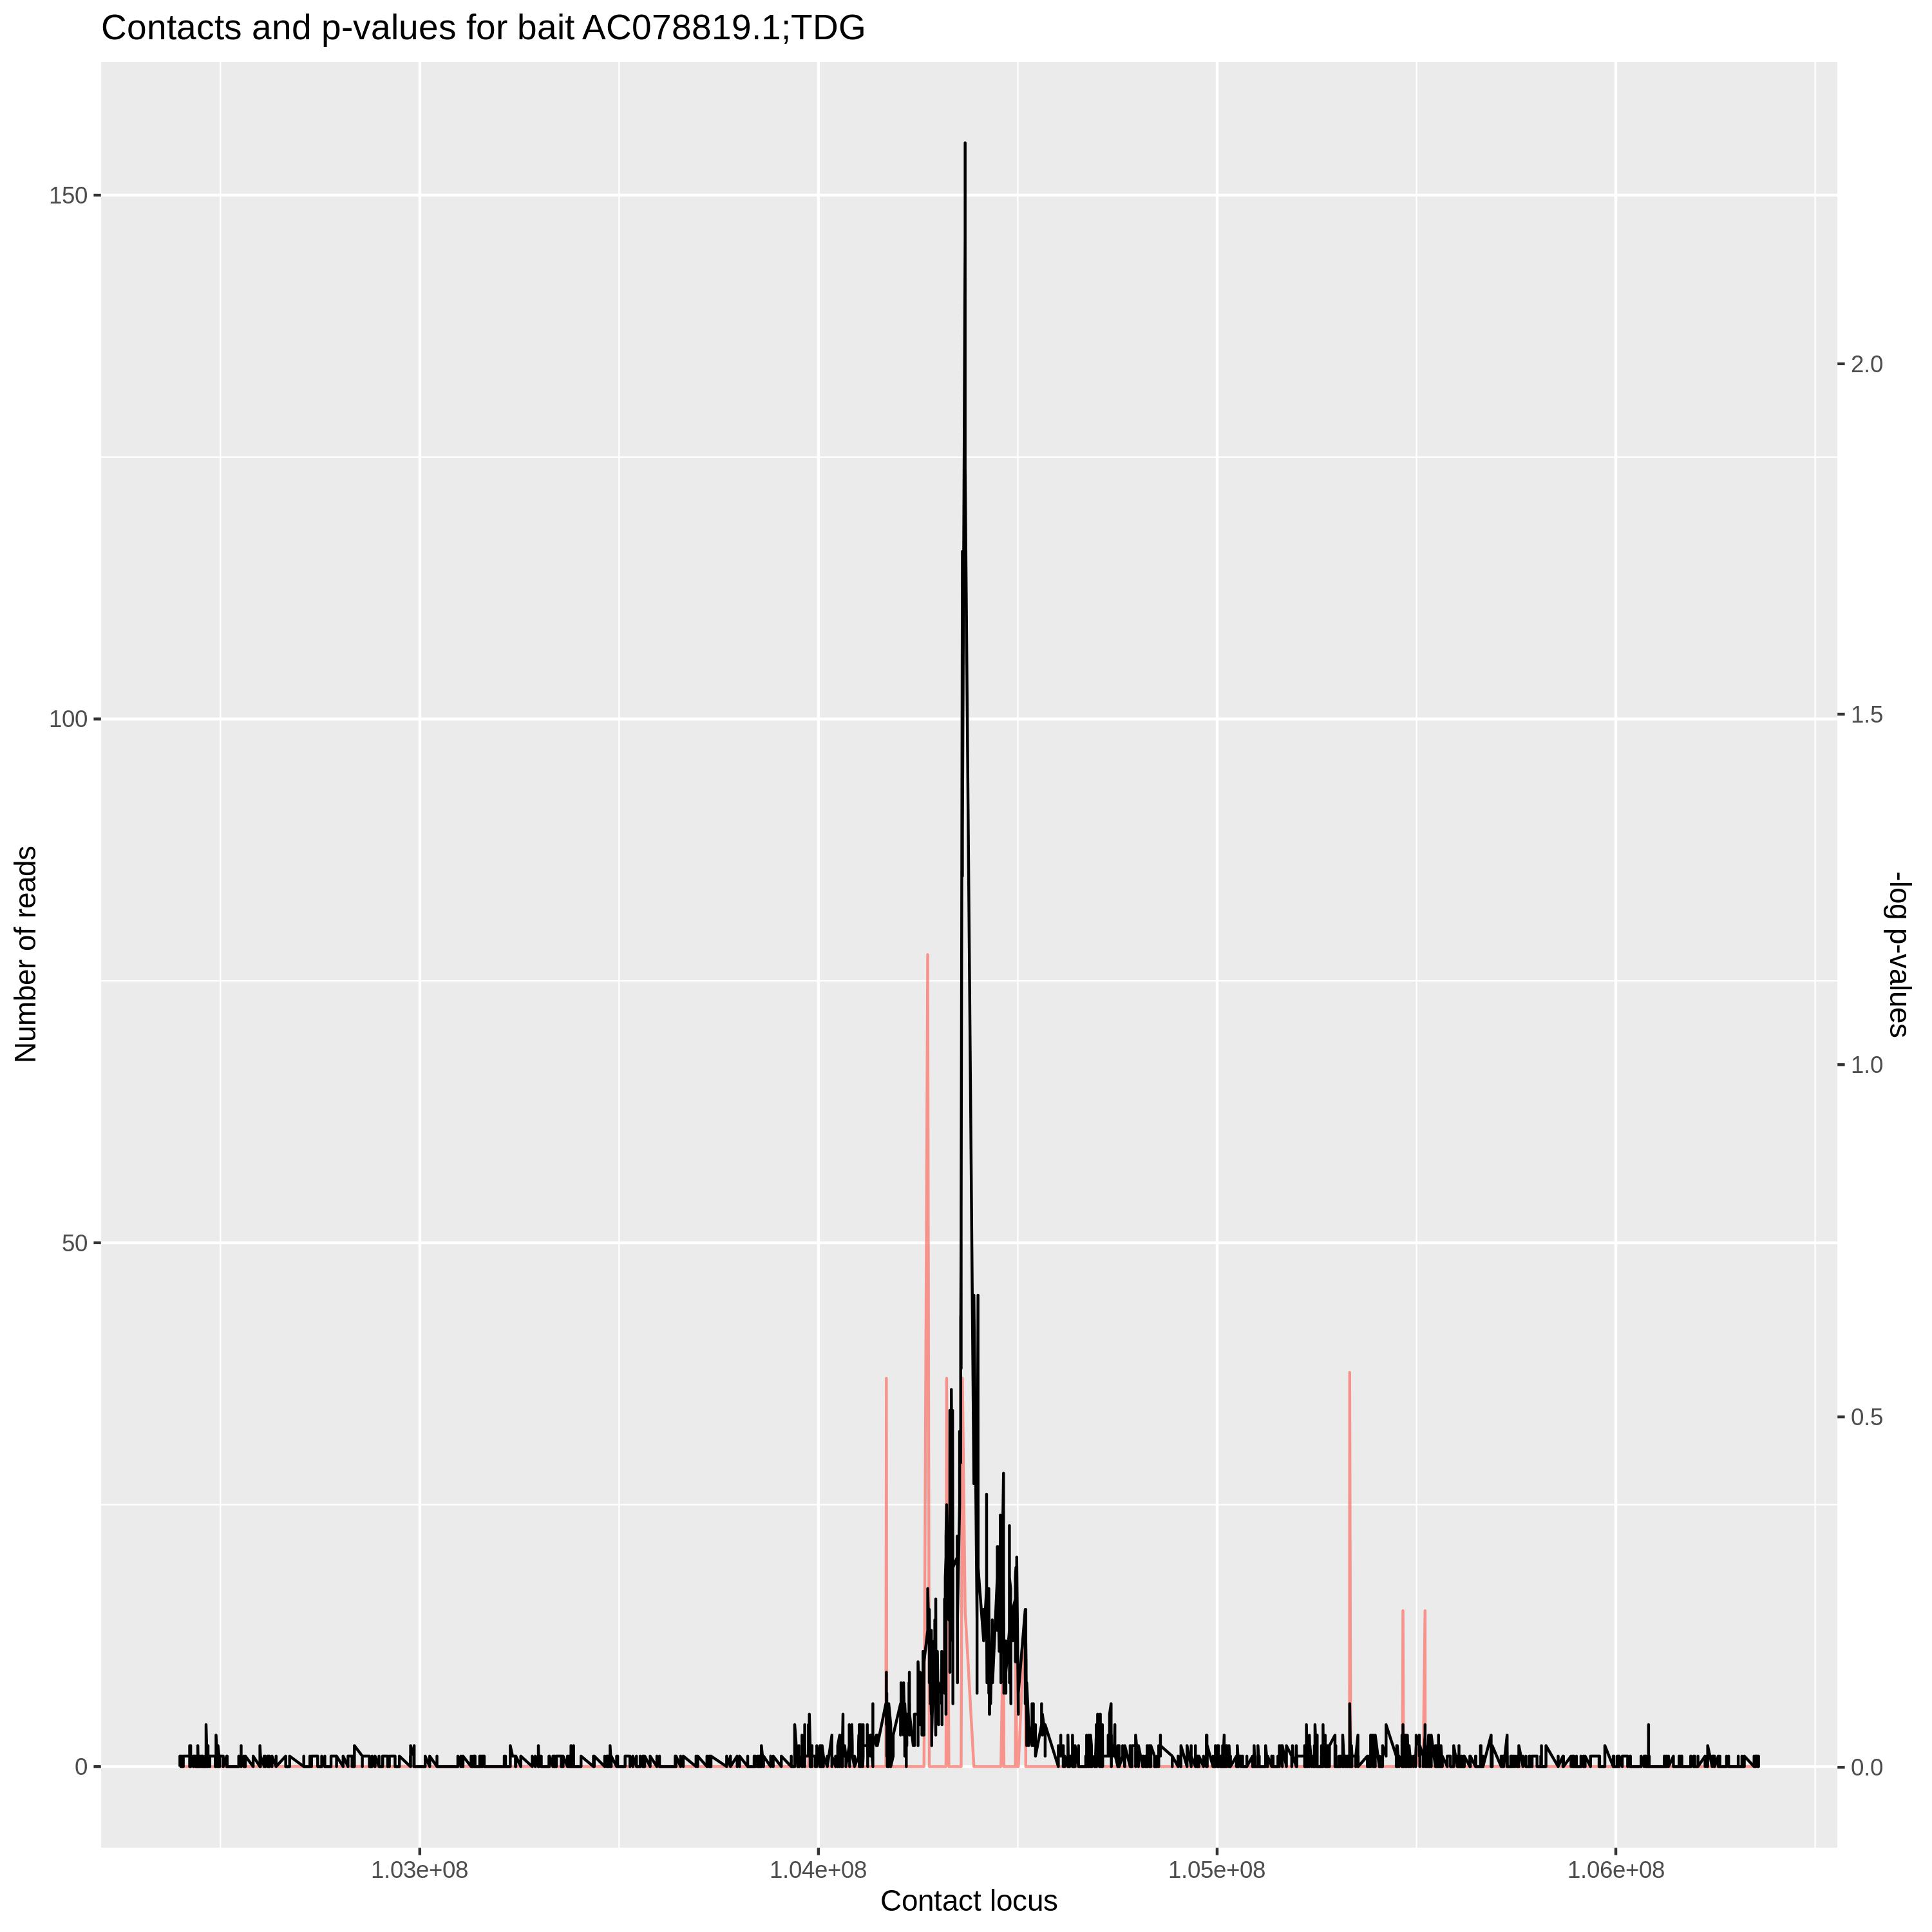 Contacts and p-values for bait AC078819.1;TDG
150
100
50
0
Number of reads
2.0
1.5
1.0
0.5
0.0
-log p-values
1.03e+08
1.04e+08
1.05e+08
1.06e+08
Contact locus